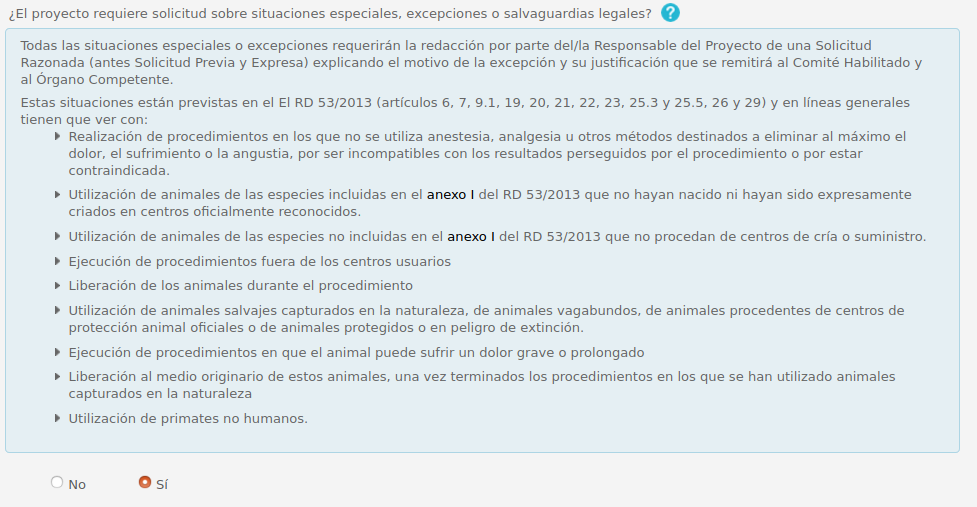 ¿El proyecto requiere solicitud sobre situaciones especiales, excepciones o salvaguardias legales? ?
Todas las situaciones especiales o excepciones requerirán la redacción por parte del/la Responsable del Proyecto de una Solicitud
Razonada (antes Solicitud Previa y Expresa) explicando el motivo de la excepción y su justificación que se remitirá al Comité Habilitado y
al Órgano Competente.
Estas situaciones están previstas en el El RD 53/2013 (artículos 6, 7, 9.1, 19, 20, 21, 22, 23, 25.3 y 25.5, 26 y 29) y en líneas generales
tienen que ver con:
Realización de procedimientos en los que no se utiliza anestesia, analgesia u otros métodos destinados a eliminar al máximo el
dolor, el sufrimiento o la angustia, por ser incompatibles con los resultados perseguidos por el procedimiento o por estar
contraindicada.
Utilización de animales de las especies incluidas en el anexo I del RD 53/2013 que no hayan nacido ni hayan sido expresamente
criados en centros oficialmente reconocidos.
Utilización de animales de las especies no incluidas en el anexo I del RD 53/2013 que no procedan de centros de cría o suministro.
Ejecución de procedimientos fuera de los centros usuarios
Liberación de los animales durante el procedimiento
Utilización de animales salvajes capturados en la naturaleza, de animales vagabundos, de animales procedentes de centros de
protección animal oficiales o de animales protegidos o en peligro de extinción.
Ejecución de procedimientos en que el animal puede sufrir un dolor grave o prolongado
Liberación al medio originario de estos animales, una vez terminados los procedimientos en los que se han utilizado animales
capturados en la naturaleza
Utilización de primates no humanos.
No Sí